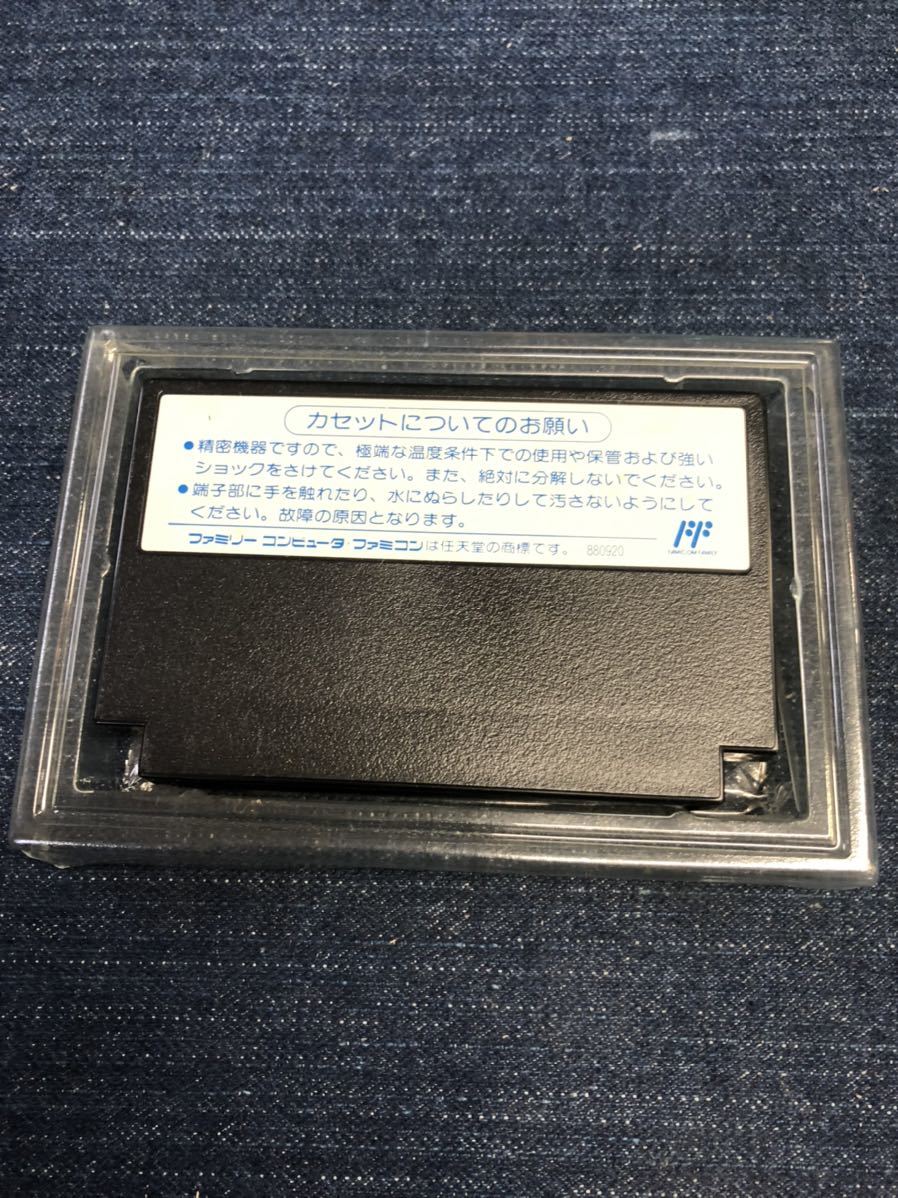 カセットについてのお願い
●精密機器ですので、極端な温度条件下での使用や保管および強い
ショックをさけてください。また、絶対に分解しないでください。
●端子部に手を触れたり、水にぬらしたりして汚さないようにして
ください。故障の原因となります。
ファミリー コンピュータ・ファミコンは任天堂の商標です。 880920
FAMICOM FAMILY